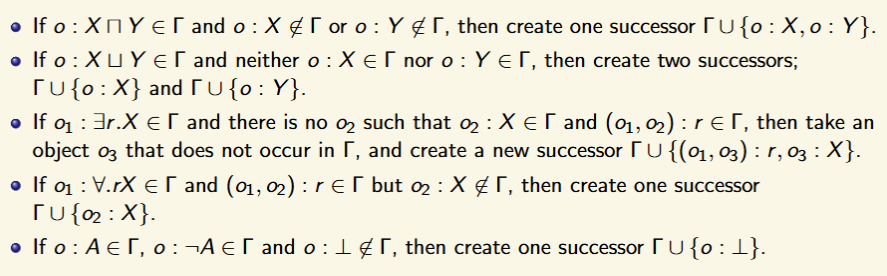 • If o : X ⊓ Y ∈ Γ and o : X ∉ Γ or o : Y ∉ Γ, then create one successor Γ ∪ {o : X, o : Y}.
• If o : X ⊔ Y ∈ Γ and neither o : X ∈ Γ nor o : Y ∈ Γ, then create two successors;
Γ ∪ {o : X} and Γ ∪ {o : Y}.
• If o₁ : ∃r.X ∈ Γ and there is no o₂ such that o₂ : X ∈ Γ and (o₁, o₂) : r ∈ Γ, then take an
object o₃ that does not occur in Γ, and create a new successor Γ ∪ {(o₁, o₃) : r, o₃ : X}.
• If o₁ : ∀.rX ∈ Γ and (o₁, o₂) : r ∈ Γ but o₂ : X ∉ Γ, then create one successor
Γ ∪ {o₂ : X}.
• If o : A ∈ Γ, o : ¬A ∈ Γ and o : ⊥ ∉ Γ, then create one successor Γ ∪ {o : ⊥}.